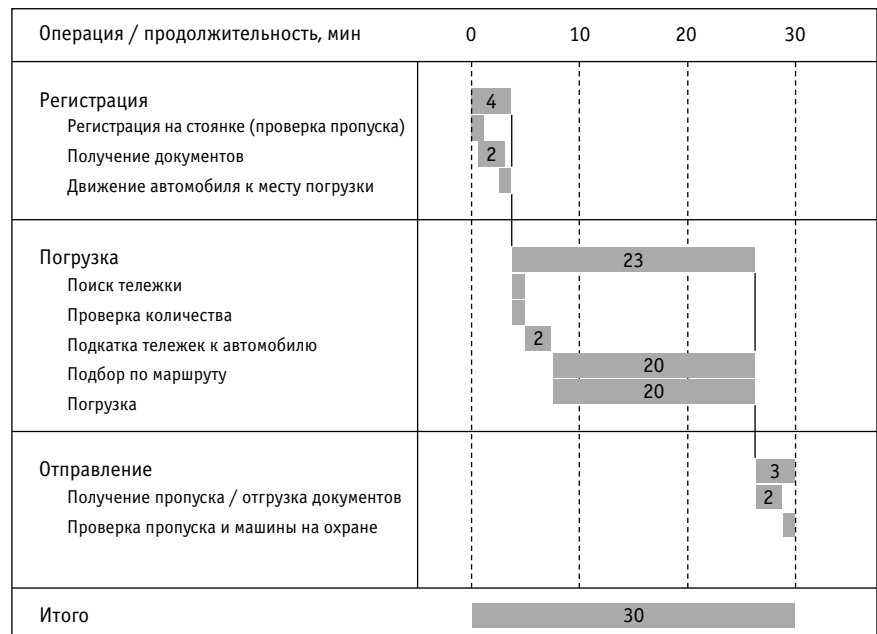 Операция / продолжительность, мин 0 10 20 30
Регистрация 4
Регистрация на стоянке (проверка пропуска)
Получение документов 2
Движение автомобиля к месту погрузки
Погрузка 23
Поиск тележки
Проверка количества
Подкатка тележек к автомобилю 2
Подбор по маршруту 20
Погрузка 20
Отправление 3
Получение пропуска / отгрузка документов 2
Проверка пропуска и машины на охране
Итого 30